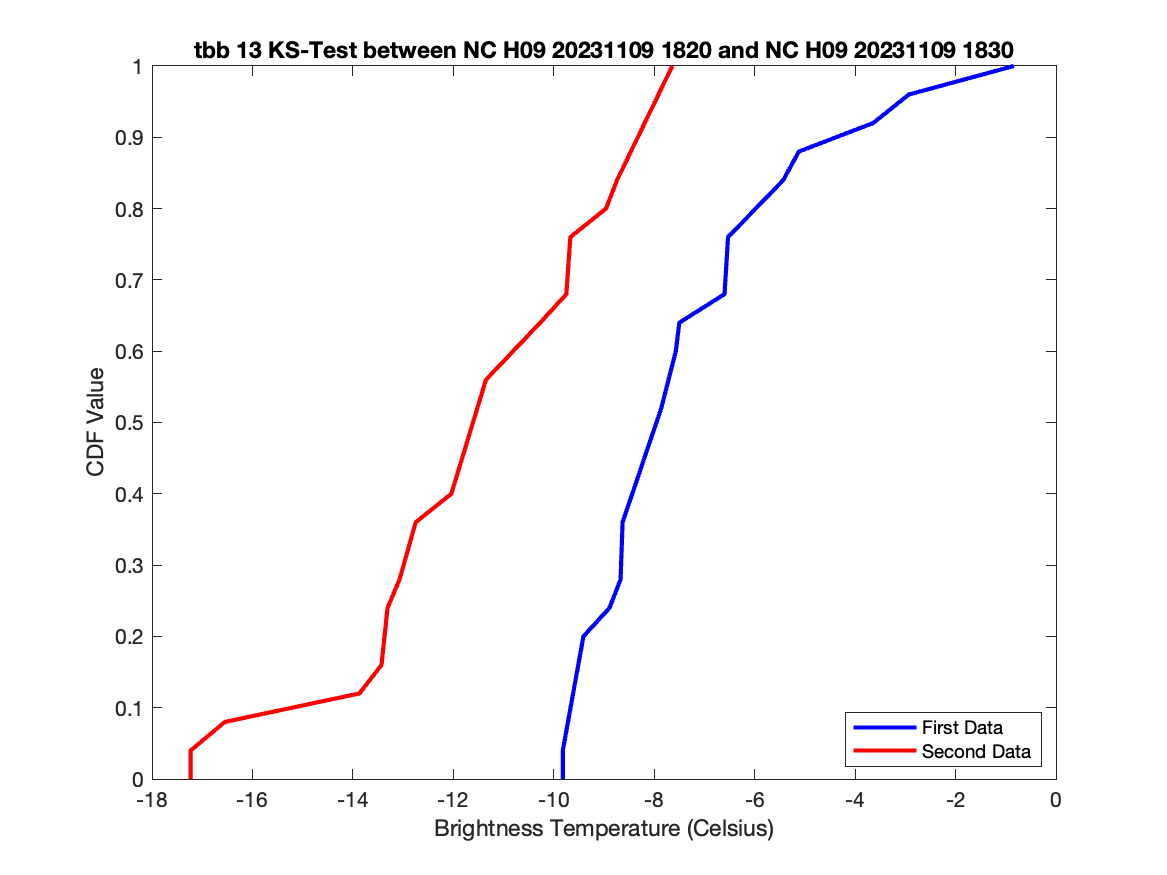 tbb 13 KS-Test between NC H09 20231109 1820 and NC H09 20231109 1830
1
0.9
0.8
0.7
0.6
0.5
0.4
0.3
0.2
0.1
0
CDF Value
First Data
Second Data
-18 -16 -14 -12 -10 -8 -6 -4 -2 0
Brightness Temperature (Celsius)